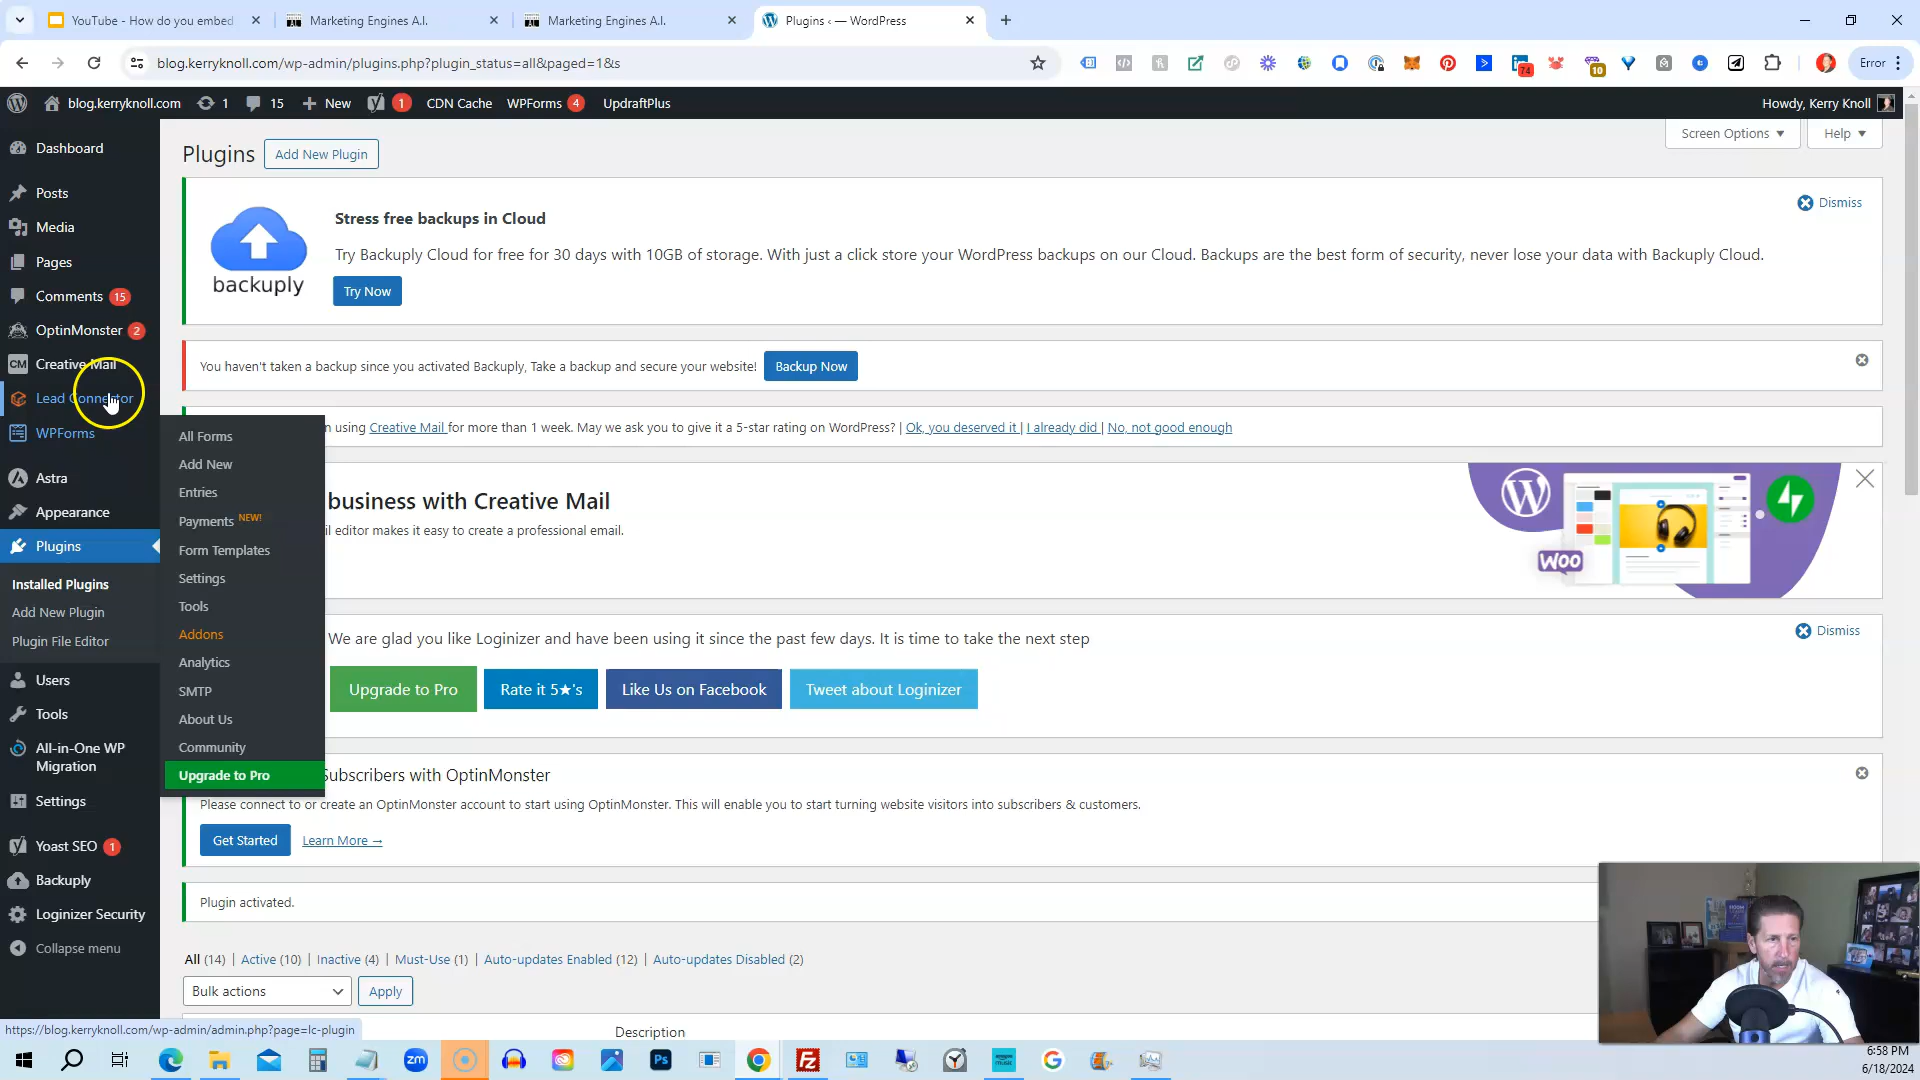 YouTube - How do you embed
Marketing Engines A.I.
Marketing Engines A.I.
Plugins ‹ — WordPress
blog.kerryknoll.com/wp-admin/plugins.php?plugin_status=all&paged=1&s
74
10
Error
blog.kerryknoll.com
1
15
New
1
CDN Cache
WPForms 4
UpdraftPlus
Howdy, Kerry Knoll
Dashboard
Posts
Media
Pages
Comments 15
OptinMonster 2
CM Creative Mail
Lead Connector
WPForms
Astra
Appearance
Plugins
Installed Plugins
Add New Plugin
Plugin File Editor
Users
Tools
All-in-One WP
Migration
Settings
Yoast SEO 1
Backuply
Loginizer Security
Collapse menu
All Forms
Add New
Entries
Payments NEW!
Form Templates
Settings
Tools
Addons
Analytics
SMTP
About Us
Community
Upgrade to Pro
Plugins
Add New Plugin
Screen Options
Help
backuply
Stress free backups in Cloud
Dismiss
Try Backuply Cloud for free for 30 days with 10GB of storage. With just a click store your WordPress backups on our Cloud. Backups are the best form of security, never lose your data with Backuply Cloud.
Try Now
You haven't taken a backup since you activated Backuply, Take a backup and secure your website!
Backup Now
n using Creative Mail for more than 1 week. May we ask you to give it a 5-star rating on WordPress? | Ok, you deserved it | I already did | No, not good enough
business with Creative Mail
il editor makes it easy to create a professional email.
WOO
We are glad you like Loginizer and have been using it since the past few days. It is time to take the next step
Dismiss
Upgrade to Pro
Rate it 5★'s
Like Us on Facebook
Tweet about Loginizer
Subscribers with OptinMonster
Please connect to or create an OptinMonster account to start using OptinMonster. This will enable you to start turning website visitors into subscribers & customers.
Get Started
Learn More →
Plugin activated.
All (14) | Active (10) | Inactive (4) | Must-Use (1) | Auto-updates Enabled (12) | Auto-updates Disabled (2)
Bulk actions
Apply
Description
https://blog.kerryknoll.com/wp-admin/admin.php?page=lc-plugin
zm
Ps
Fz
6:58 PM
6/18/2024